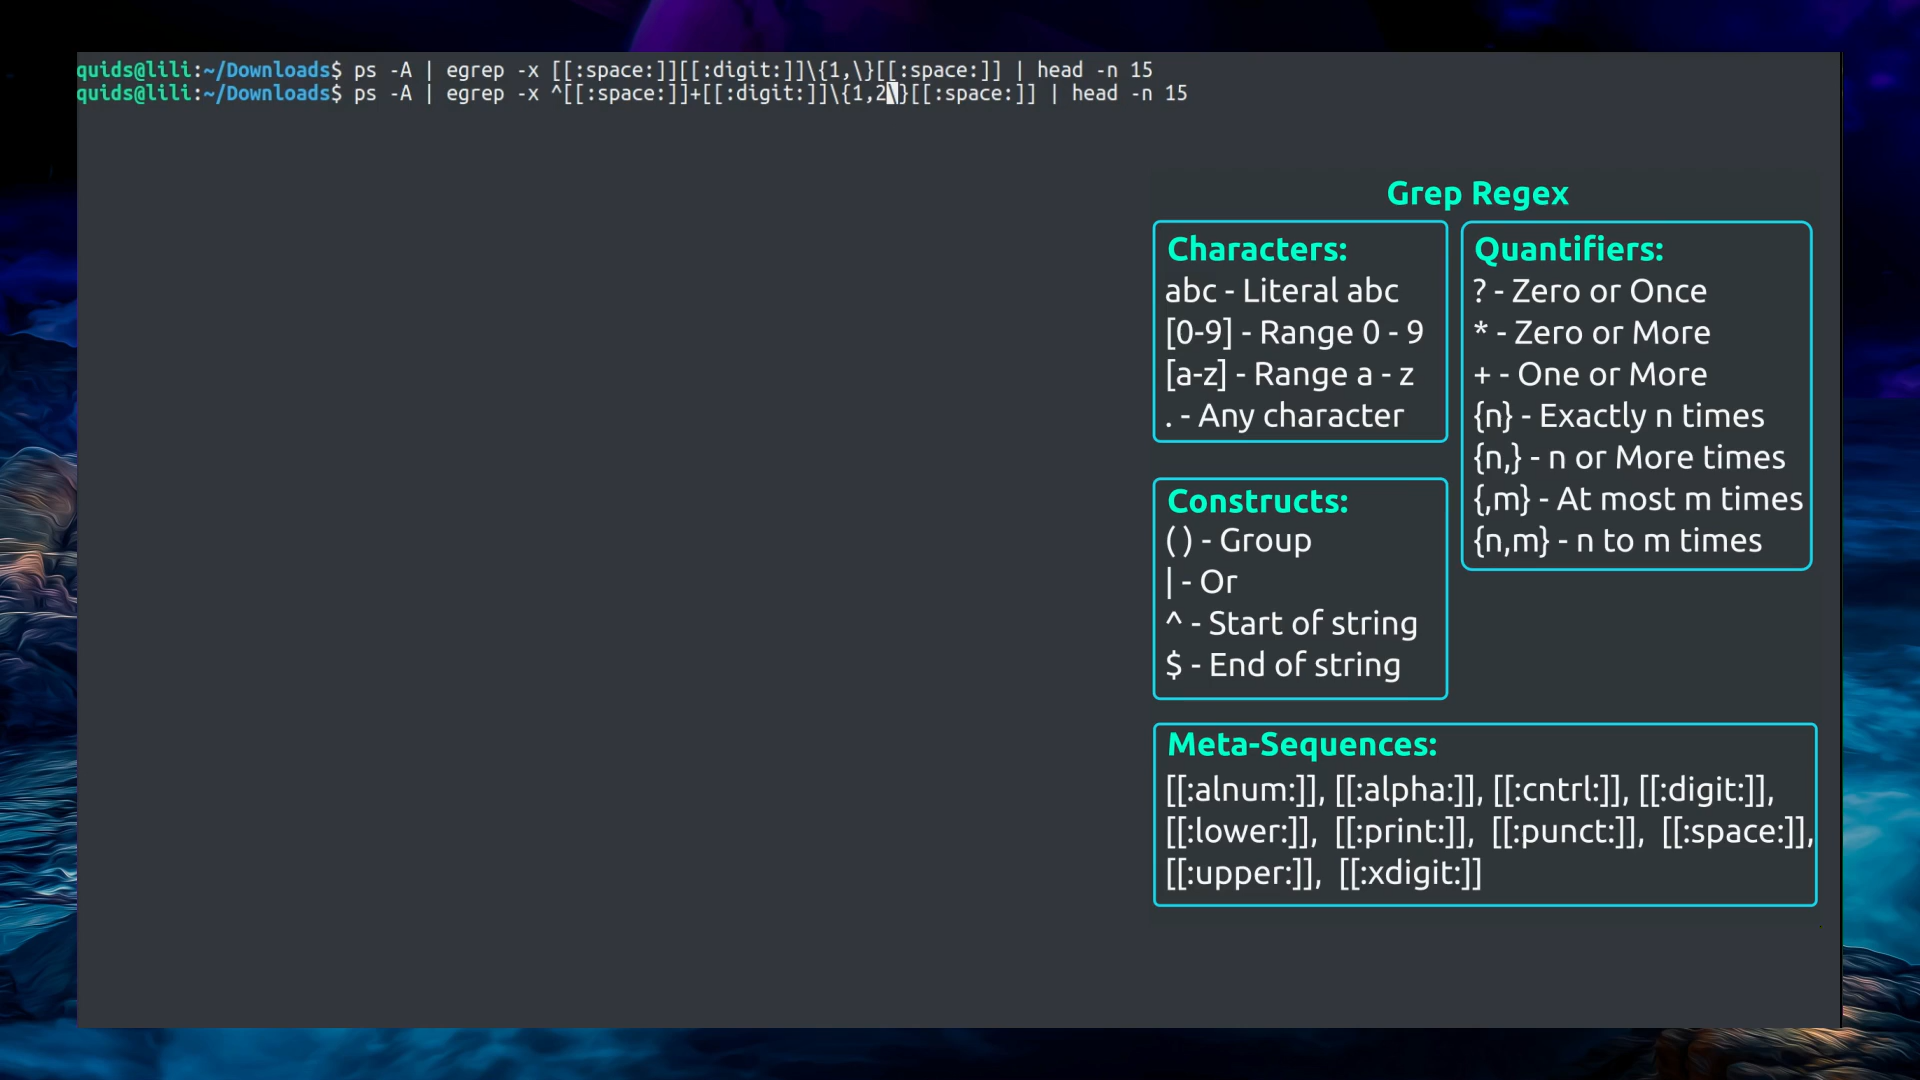 quids@lili:~/Downloads$ ps -A | egrep -x [[:space:]][[:digit:]]\{1,\}[[:space:]] | head -n 15
quids@lili:~/Downloads$ ps -A | egrep -x ^[[:space:]]+[[:digit:]]\{1,2\}[[:space:]] | head -n 15
Grep Regex
Characters:
abc - Literal abc
[0-9] - Range 0 - 9
[a-z] - Range a - z
. - Any character
Quantifiers:
? - Zero or Once
* - Zero or More
+ - One or More
{n} - Exactly n times
{n,} - n or More times
{,m} - At most m times
{n,m} - n to m times
Constructs:
( ) - Group
| - Or
^ - Start of string
$ - End of string
Meta-Sequences:
[[:alnum:]], [[:alpha:]], [[:cntrl:]], [[:digit:]],
[[:lower:]], [[:print:]], [[:punct:]], [[:space:]],
[[:upper:]], [[:xdigit:]]